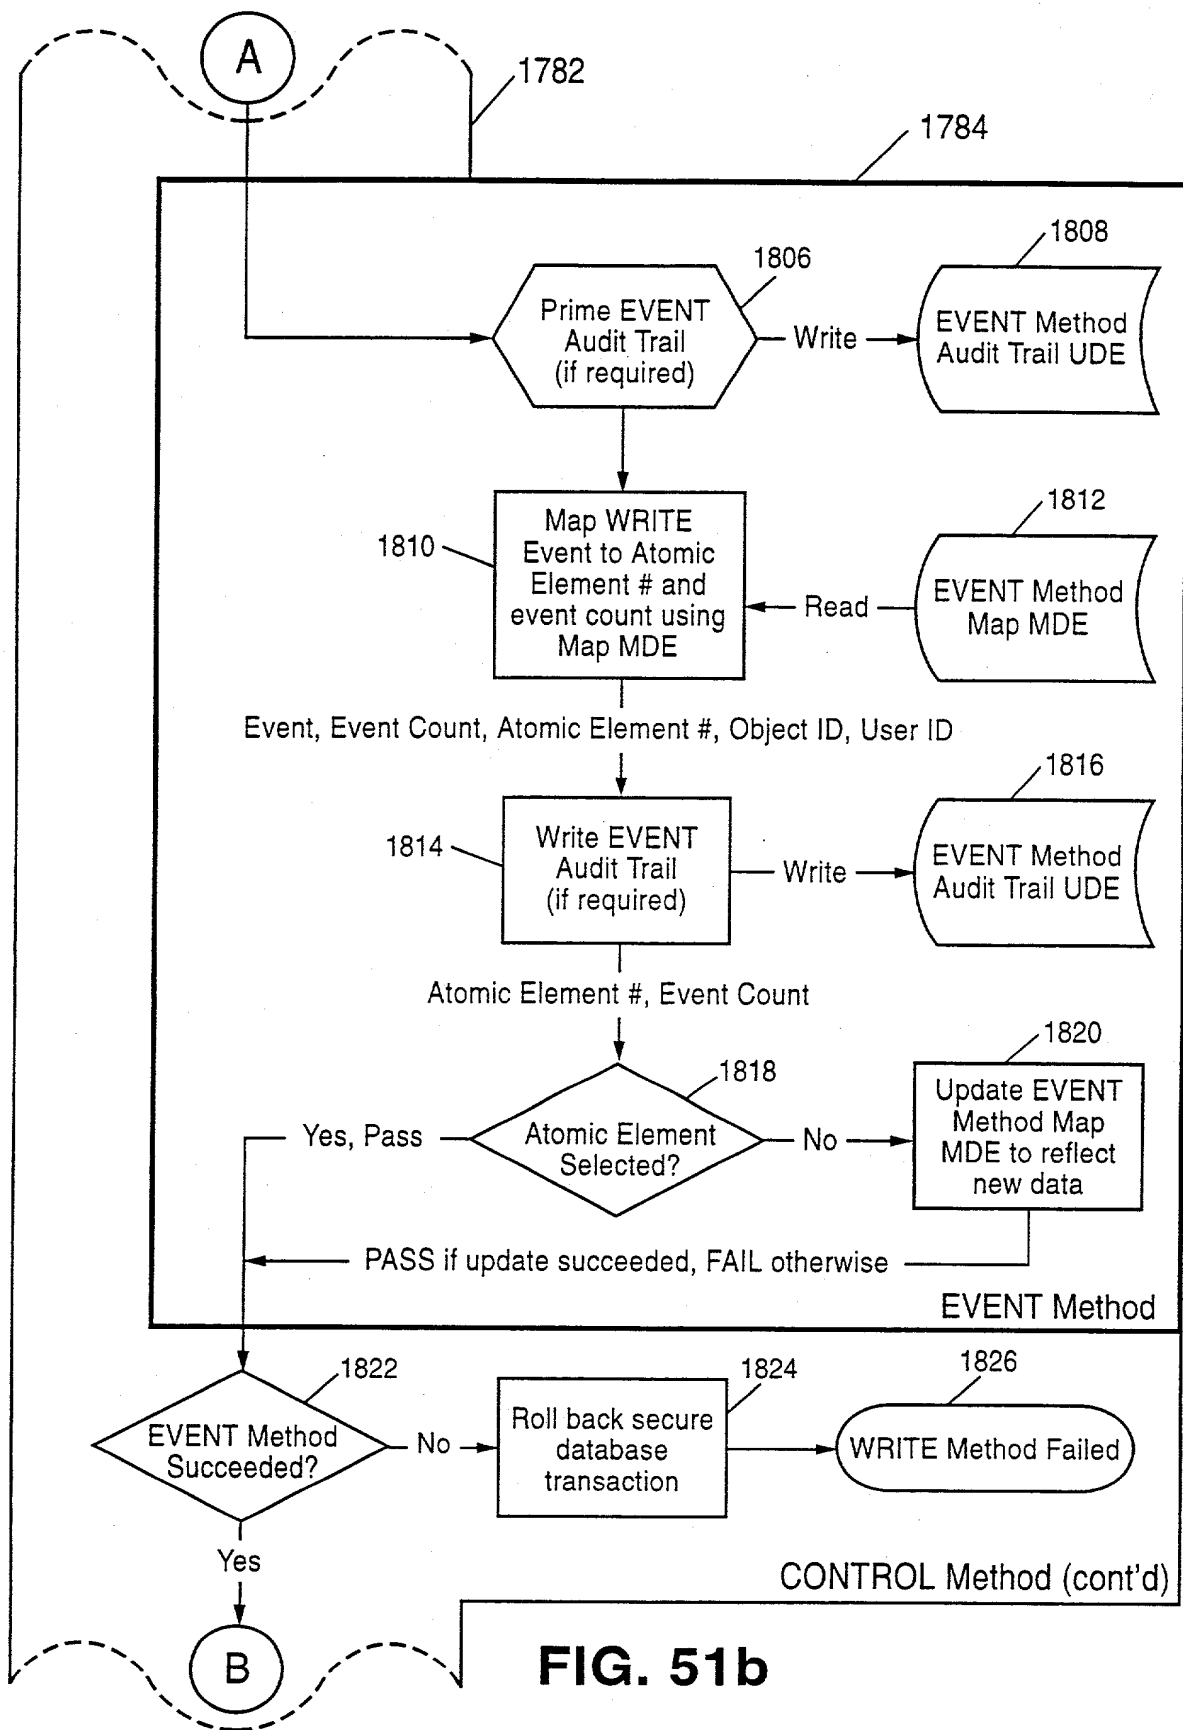 A
1782
1784
1806
1808
Prime EVENT
Audit Trail
(if required)
Write
EVENT Method
Audit Trail UDE
1810
Map WRITE
Event to Atomic
Element # and
event count using
Map MDE
1812
Read
EVENT Method
Map MDE
Event, Event Count, Atomic Element #, Object ID, User ID
1814
Write EVENT
Audit Trail
(if required)
Write
1816
EVENT Method
Audit Trail UDE
Atomic Element #, Event Count
1818
Yes, Pass
Atomic Element
Selected?
No
1820
Update EVENT
Method Map
MDE to reflect
new data
PASS if update succeeded, FAIL otherwise
EVENT Method
1822
EVENT Method
Succeeded?
No
1824
Roll back secure
database
transaction
1826
WRITE Method Failed
Yes
CONTROL Method (cont'd)
B
FIG. 51b